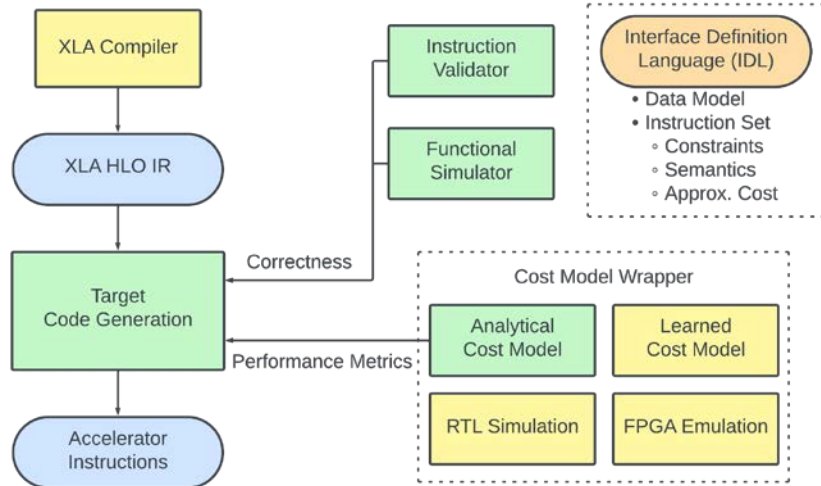 XLA Compiler
XLA HLO IR
Target
Code Generation
Accelerator
Instructions
Instruction
Validator
Functional
Simulator
Correctness
Performance Metrics
Interface Definition
Language (IDL)
• Data Model
• Instruction Set
◦ Constraints
◦ Semantics
◦ Approx. Cost
Cost Model Wrapper
Analytical
Cost Model
Learned
Cost Model
RTL Simulation
FPGA Emulation